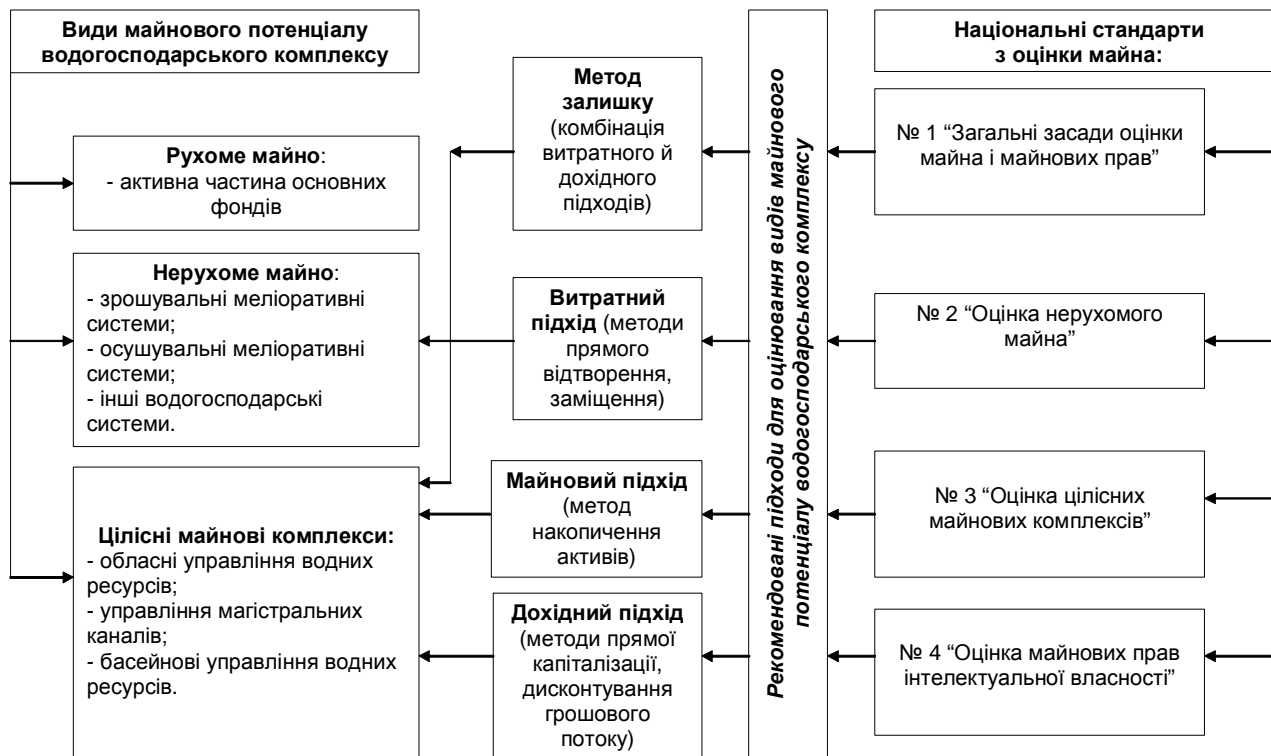 Види майнового потенціалу
водогосподарського комплексу
Рухоме майно:
- активна частина основних
фондів
Нерухоме майно:
- зрошувальні меліоративні
системи;
- осушувальні меліоративні
системи;
- інші водогосподарські
системи.
Цілісні майнові комплекси:
- обласні управління водних
ресурсів;
- управління магістральних
каналів;
- басейнові управління водних
ресурсів.
Метод
залишку
(комбінація
витратного й
дохідного
підходів)
Витратний
підхід (методи
прямого
відтворення,
заміщення)
Майновий підхід
(метод
накопичення
активів)
Дохідний підхід
(методи прямої
капіталізації,
дисконтування
грошового
потоку)
Рекомендовані підходи для оцінювання видів майнового
потенціалу водогосподарського комплексу
Національні стандарти
з оцінки майна:
№ 1 “Загальні засади оцінки
майна і майнових прав”
№ 2 “Оцінка нерухомого
майна”
№ 3 “Оцінка цілісних
майнових комплексів”
№ 4 “Оцінка майнових прав
інтелектуальної власності”